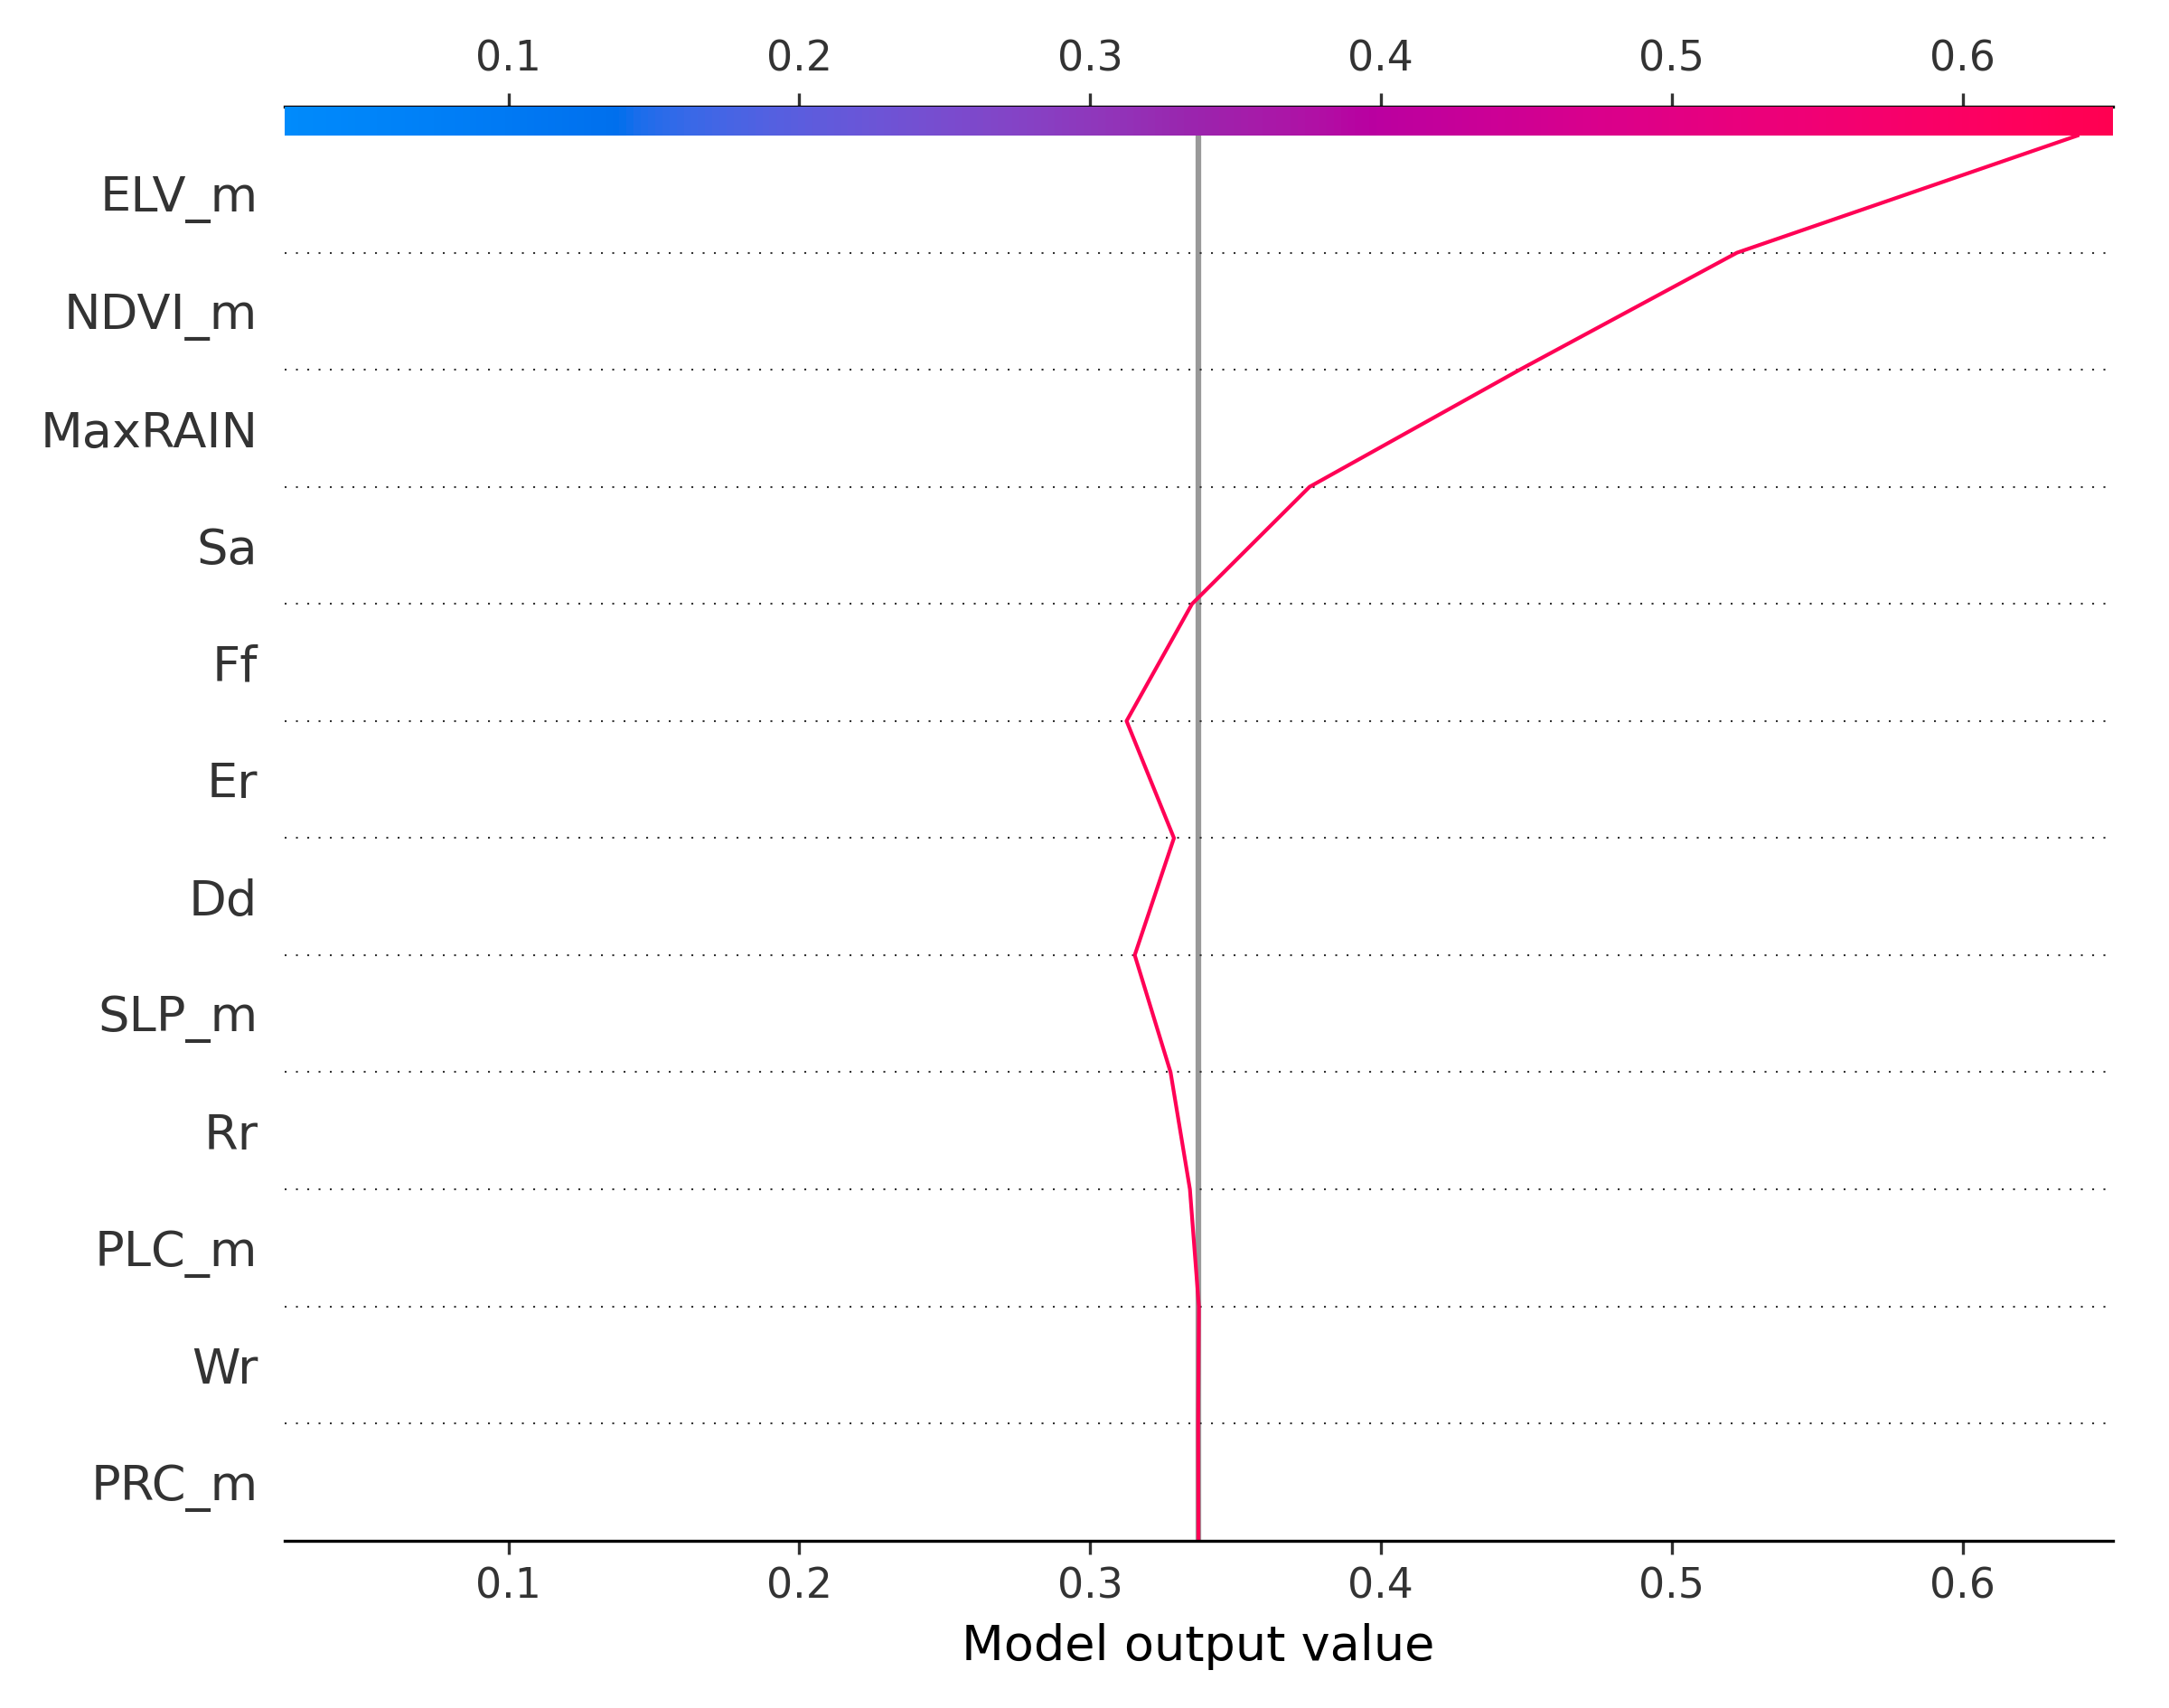 0.1 0.2 0.3 0.4 0.5 0.6
ELV_m
NDVI_m
MaxRAIN
Sa
Ff
Er
Dd
SLP_m
Rr
PLC_m
Wr
PRC_m
0.1 0.2 0.3 0.4 0.5 0.6
Model output value